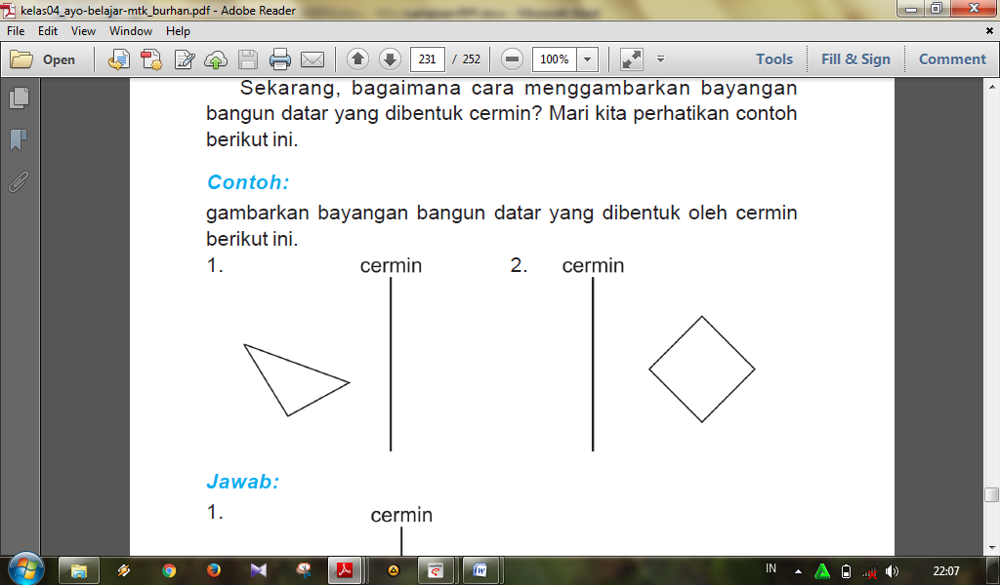 kelas04_ayo-belajar-mtk_burhan.pdf - Adobe Reader
File Edit View Window Help
Open 231 / 252 100% Tools Fill & Sign Comment
Sekarang, bagaimana cara menggambarkan bayangan
bangun datar yang dibentuk cermin? Mari kita perhatikan contoh
berikut ini.
Contoh:
gambarkan bayangan bangun datar yang dibentuk oleh cermin
berikut ini.
1. cermin 2. cermin
Jawab:
1. cermin
IN 22:07